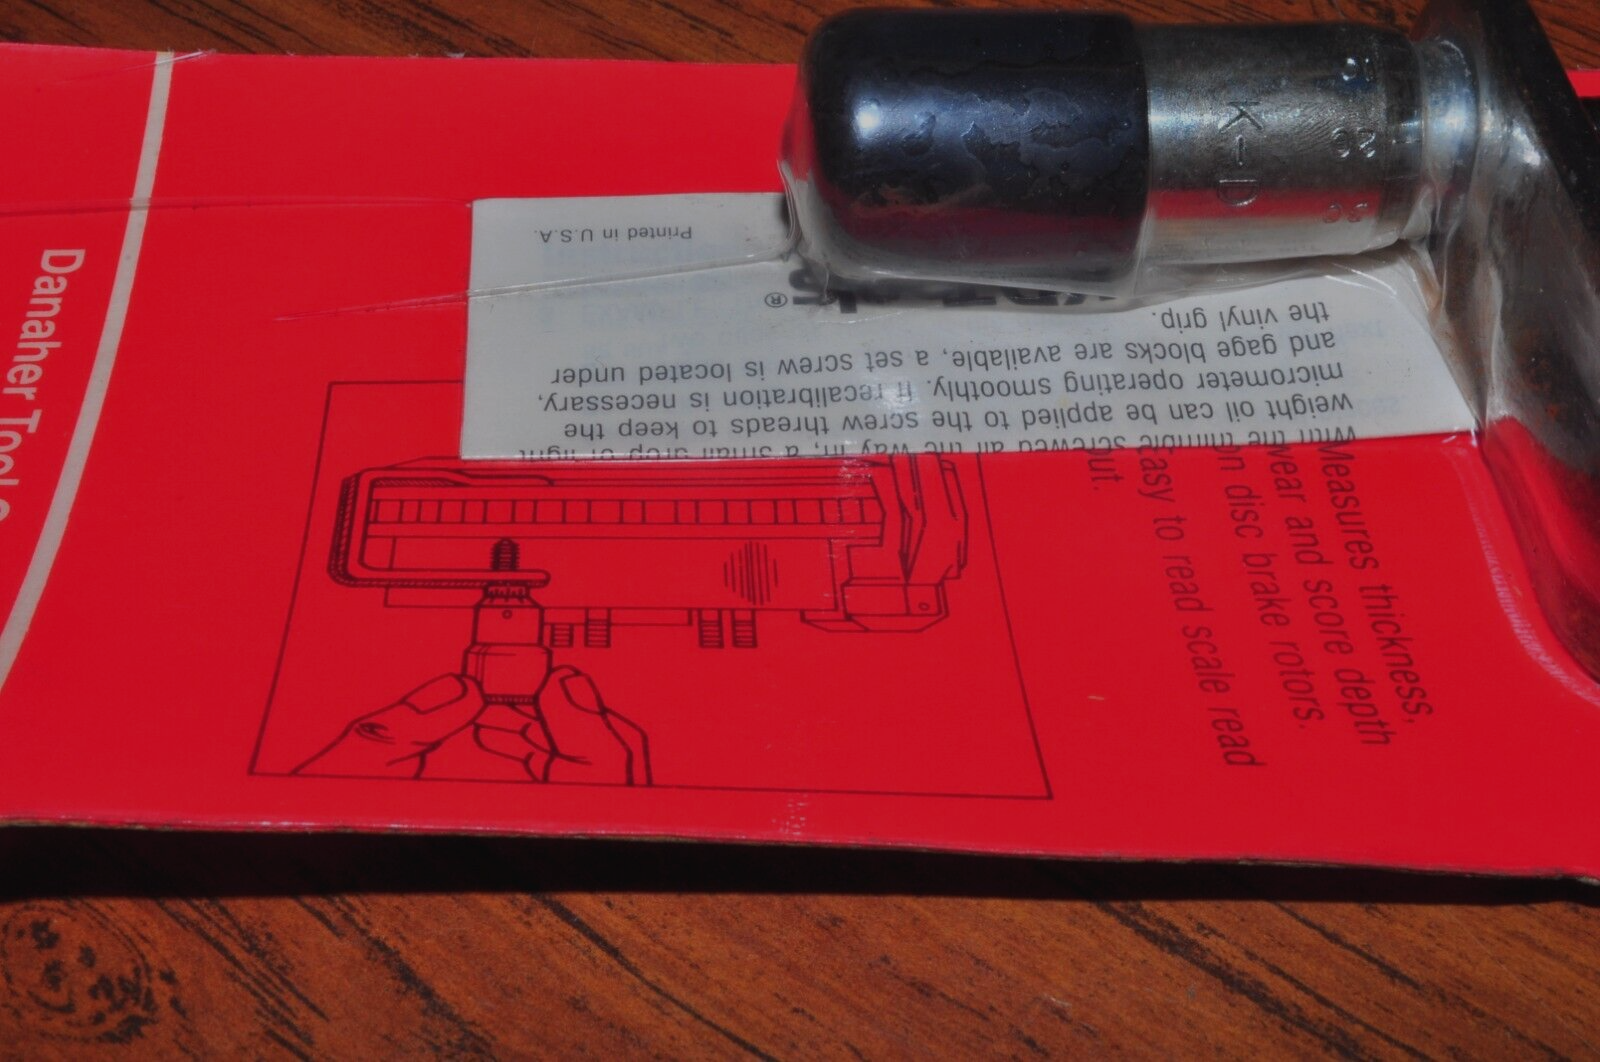 Danaher Tools
Printed in U.S.A.
®
With the thimble screwed all the way in, a small drop of light
weight oil can be applied to the screw threads to keep the
micrometer operating smoothly. If recalibration is necessary,
and gage blocks are available, a set screw is located under
the vinyl grip.
Measures thickness,
wear and score depth
on disc brake rotors.
Easy to read scale read
out.
K-D